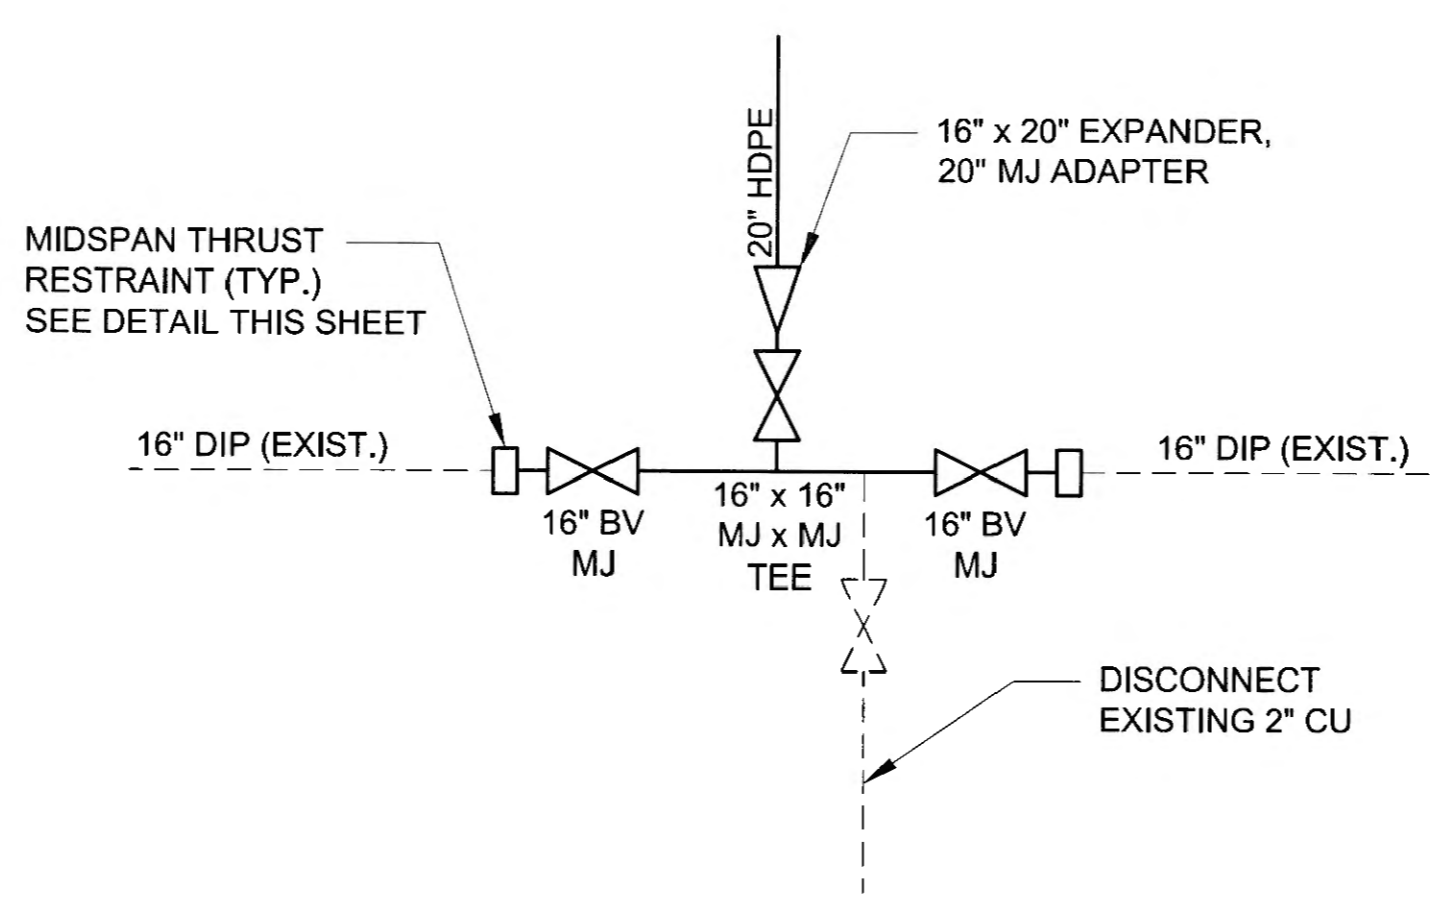 20" HDPE
16" x 20" EXPANDER,
20" MJ ADAPTER
MIDSPAN THRUST
RESTRAINT (TYP.)
SEE DETAIL THIS SHEET
16" DIP (EXIST.)
16" DIP (EXIST.)
16" BV
MJ
16" x 16"
MJ x MJ
TEE
16" BV
MJ
DISCONNECT
EXISTING 2" CU